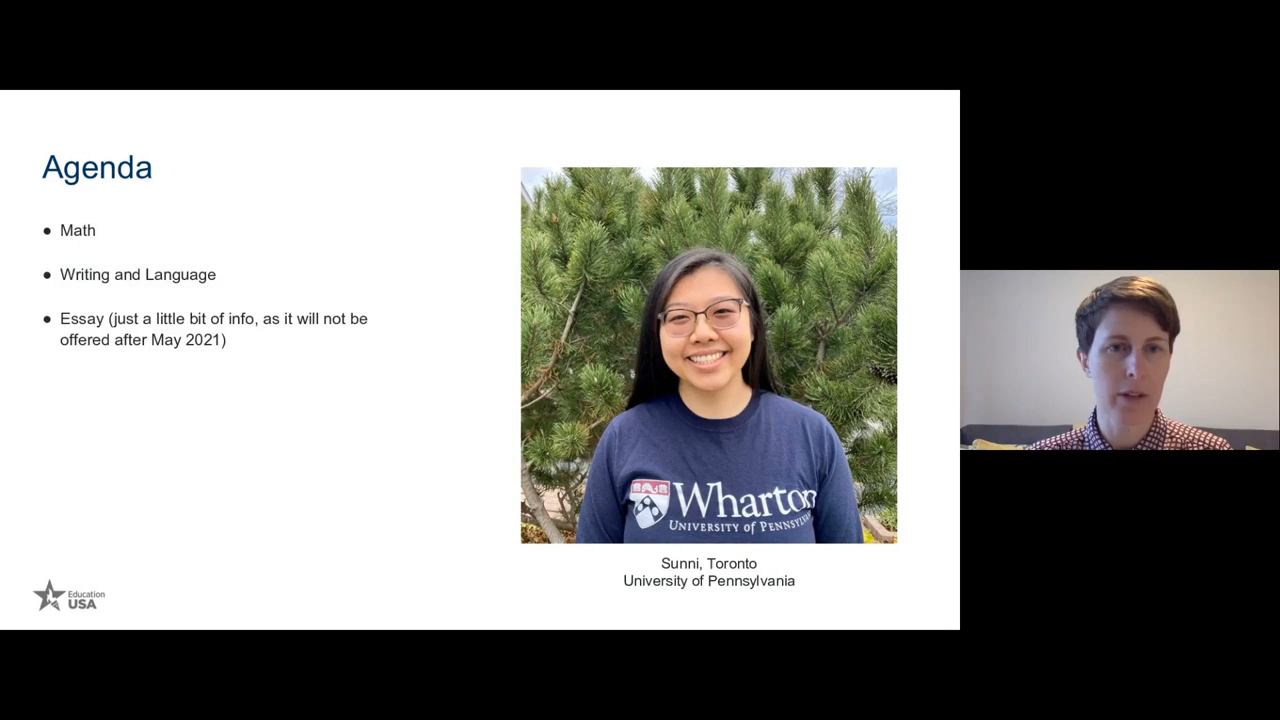 Agenda
● Math
● Writing and Language
● Essay (just a little bit of info, as it will not be
offered after May 2021)
Wharton
UNIVERSITY of PENNSYLVANIA
Sunni, Toronto
University of Pennsylvania
Education
USA